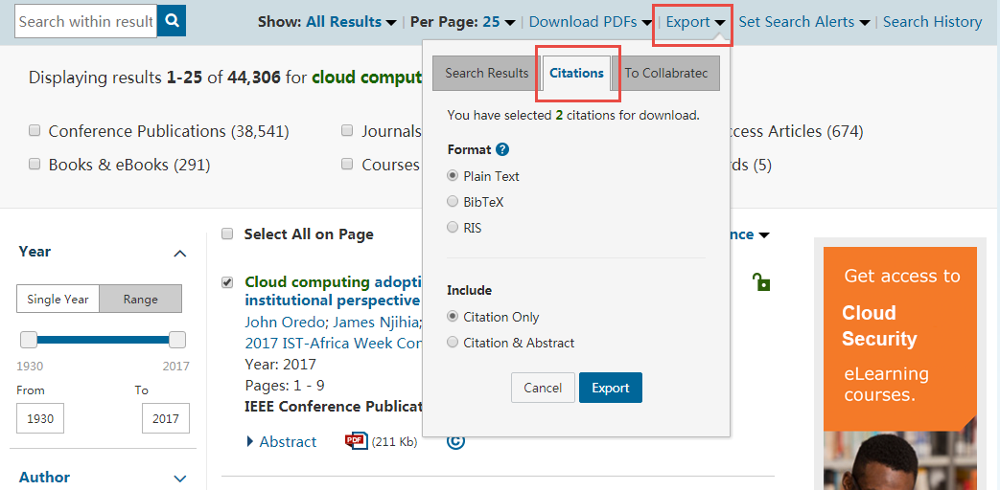 Search within result
Show: All Results | Per Page: 25 | Download PDFs | Export | Set Search Alerts | Search History
Displaying results 1-25 of 44,306 for cloud comput
Search Results Citations To Collabratec
You have selected 2 citations for download.
Conference Publications (38,541) Journals ccess Articles (674)
Books & eBooks (291) Courses ds (5)
Format ?
Plain Text
BibTeX
RIS
Select All on Page nce
Year
Single Year Range
1930 2017
From To
1930 2017
Author
Cloud computing adopti
institutional perspective
John Oredo; James Njihia;
2017 IST-Africa Week Con
Year: 2017
Pages: 1 - 9
IEEE Conference Publicat
Abstract PDF (211 Kb) ©
Include
Citation Only
Citation & Abstract
Cancel Export
Get access to
Cloud
Security
eLearning
courses.